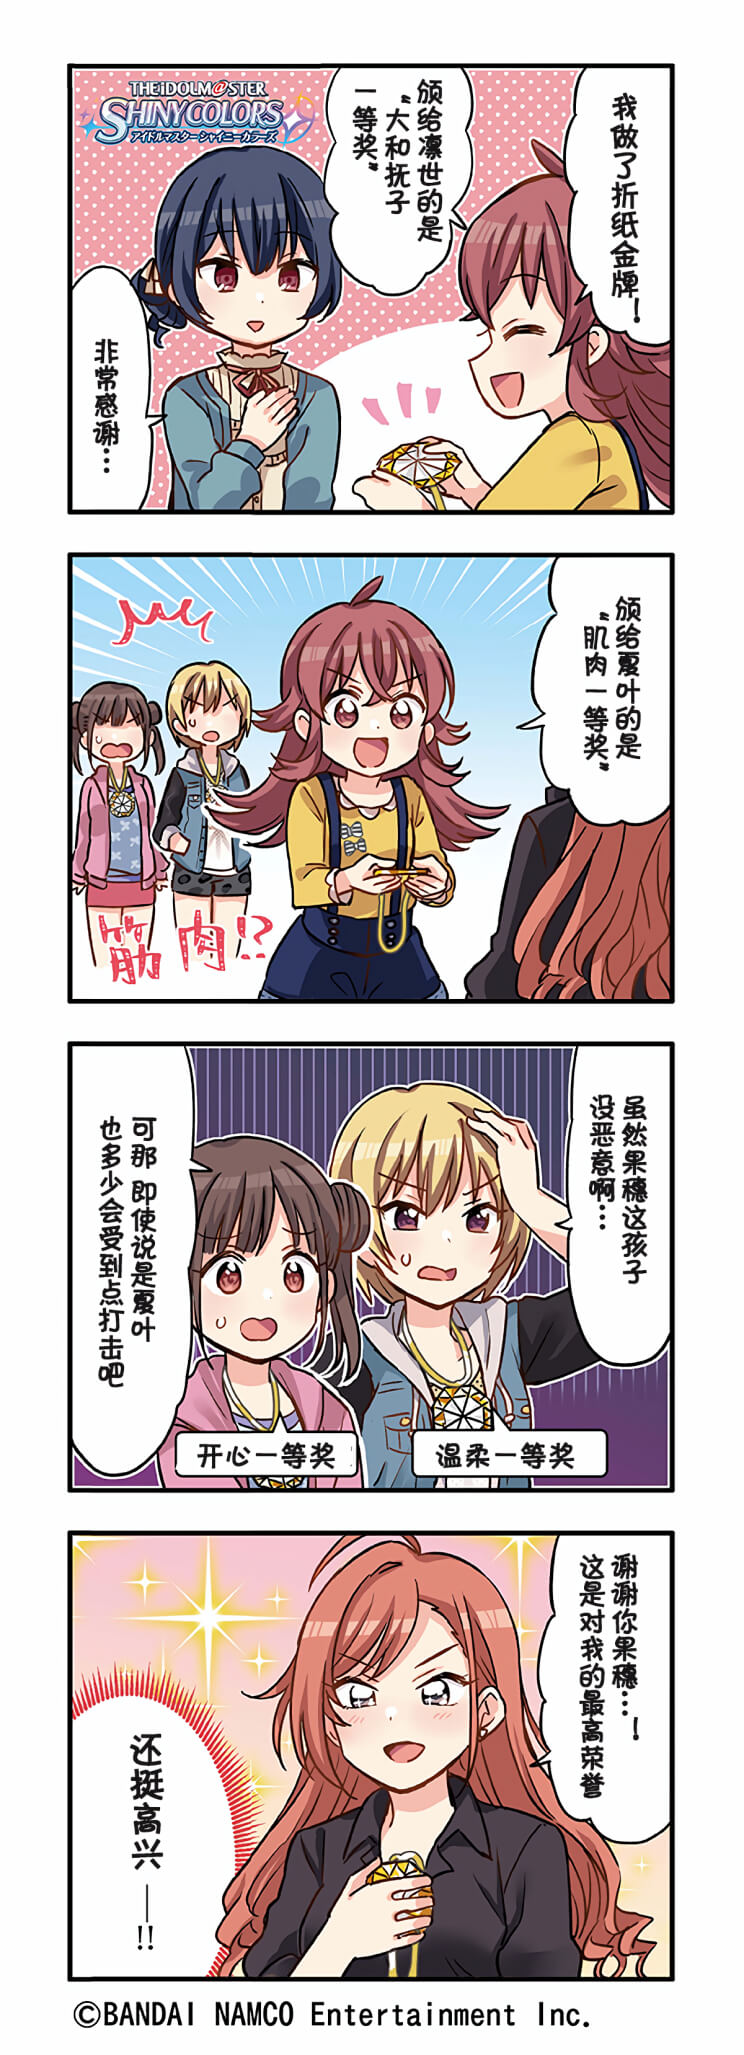 THE iDOLM@STER
SHINYCOLORS
アイドルマスターシャイニーカラーズ
我做了折纸金牌！
颁给凛世的是
“大和抚子
一等奖”
非常感谢…
颁给夏叶的是
“肌肉一等奖”
筋肉!?
虽然果穗这孩子
没恶意啊…
可那 即使说是夏叶
也多少会受到点打击吧
开心一等奖
温柔一等奖
谢谢你果穗…！
这是对我的最高荣誉
还挺高兴——!!
©BANDAI NAMCO Entertainment Inc.